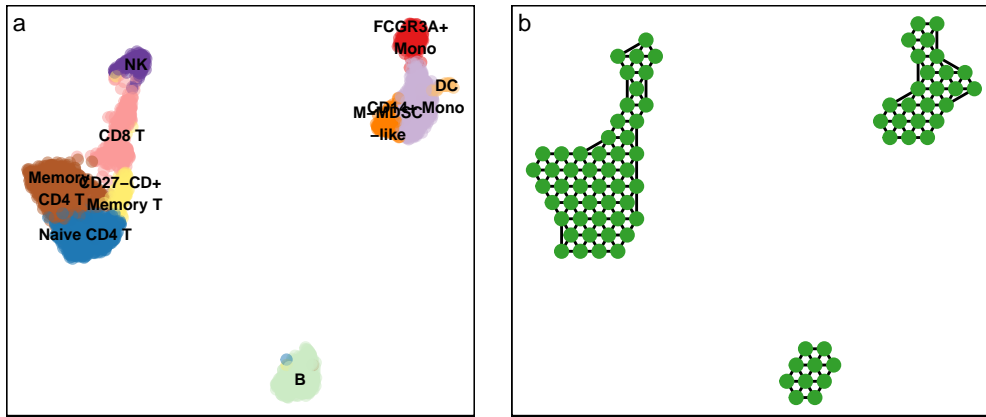 a
b
FCGR3A+
Mono
NK
DC
CD14+ Mono
M−MDSC
−like
CD8 T
Memory
CD4 T
CD27−CD+
Memory T
Naive CD4 T
B